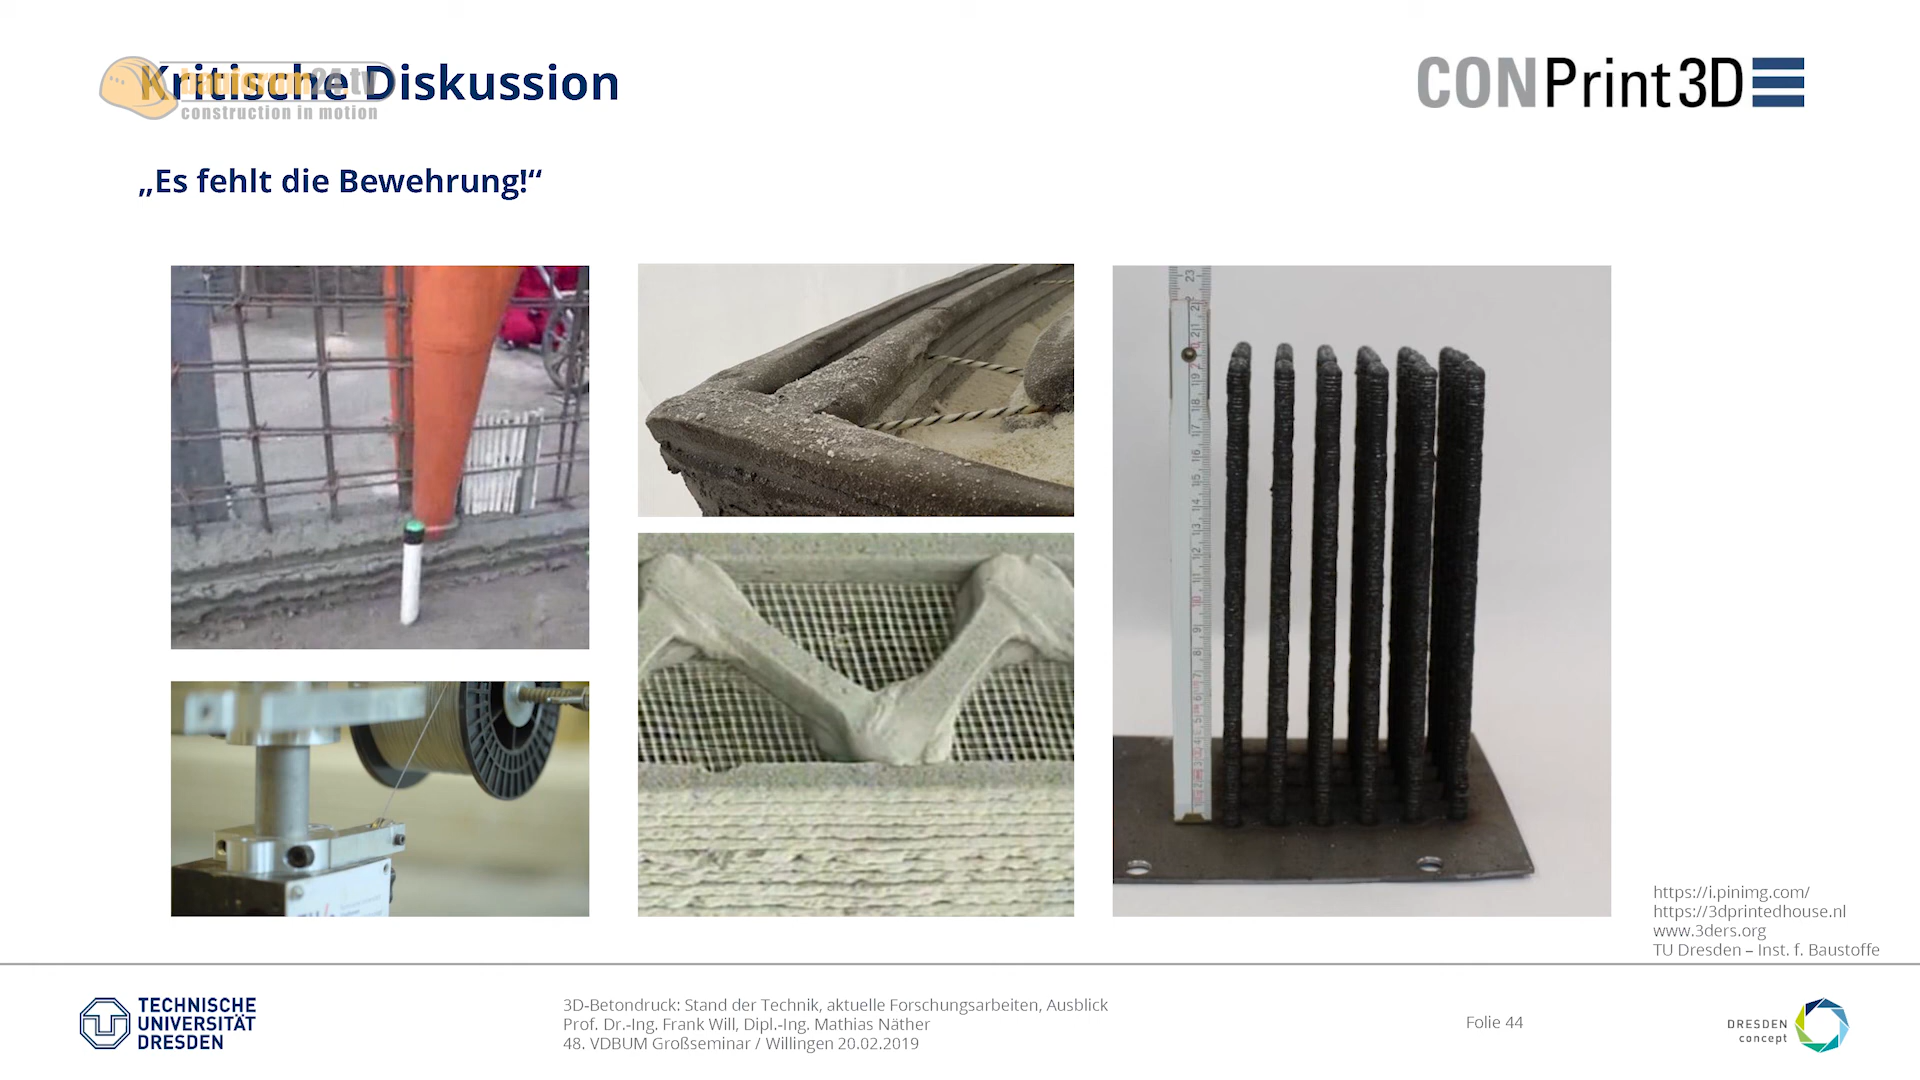 Kritische Diskussion
bauforum24.tv
construction in motion
CONPrint3D
„Es fehlt die Bewehrung!“
https://i.pinimg.com/
https://3dprintedhouse.nl
www.3ders.org
TU Dresden – Inst. f. Baustoffe
TECHNISCHE
UNIVERSITÄT
DRESDEN
3D-Betondruck: Stand der Technik, aktuelle Forschungsarbeiten, Ausblick
Prof. Dr.-Ing. Frank Will, Dipl.-Ing. Mathias Näther
48. VDBUM Großseminar / Willingen 20.02.2019
Folie 44
DRESDEN
concept